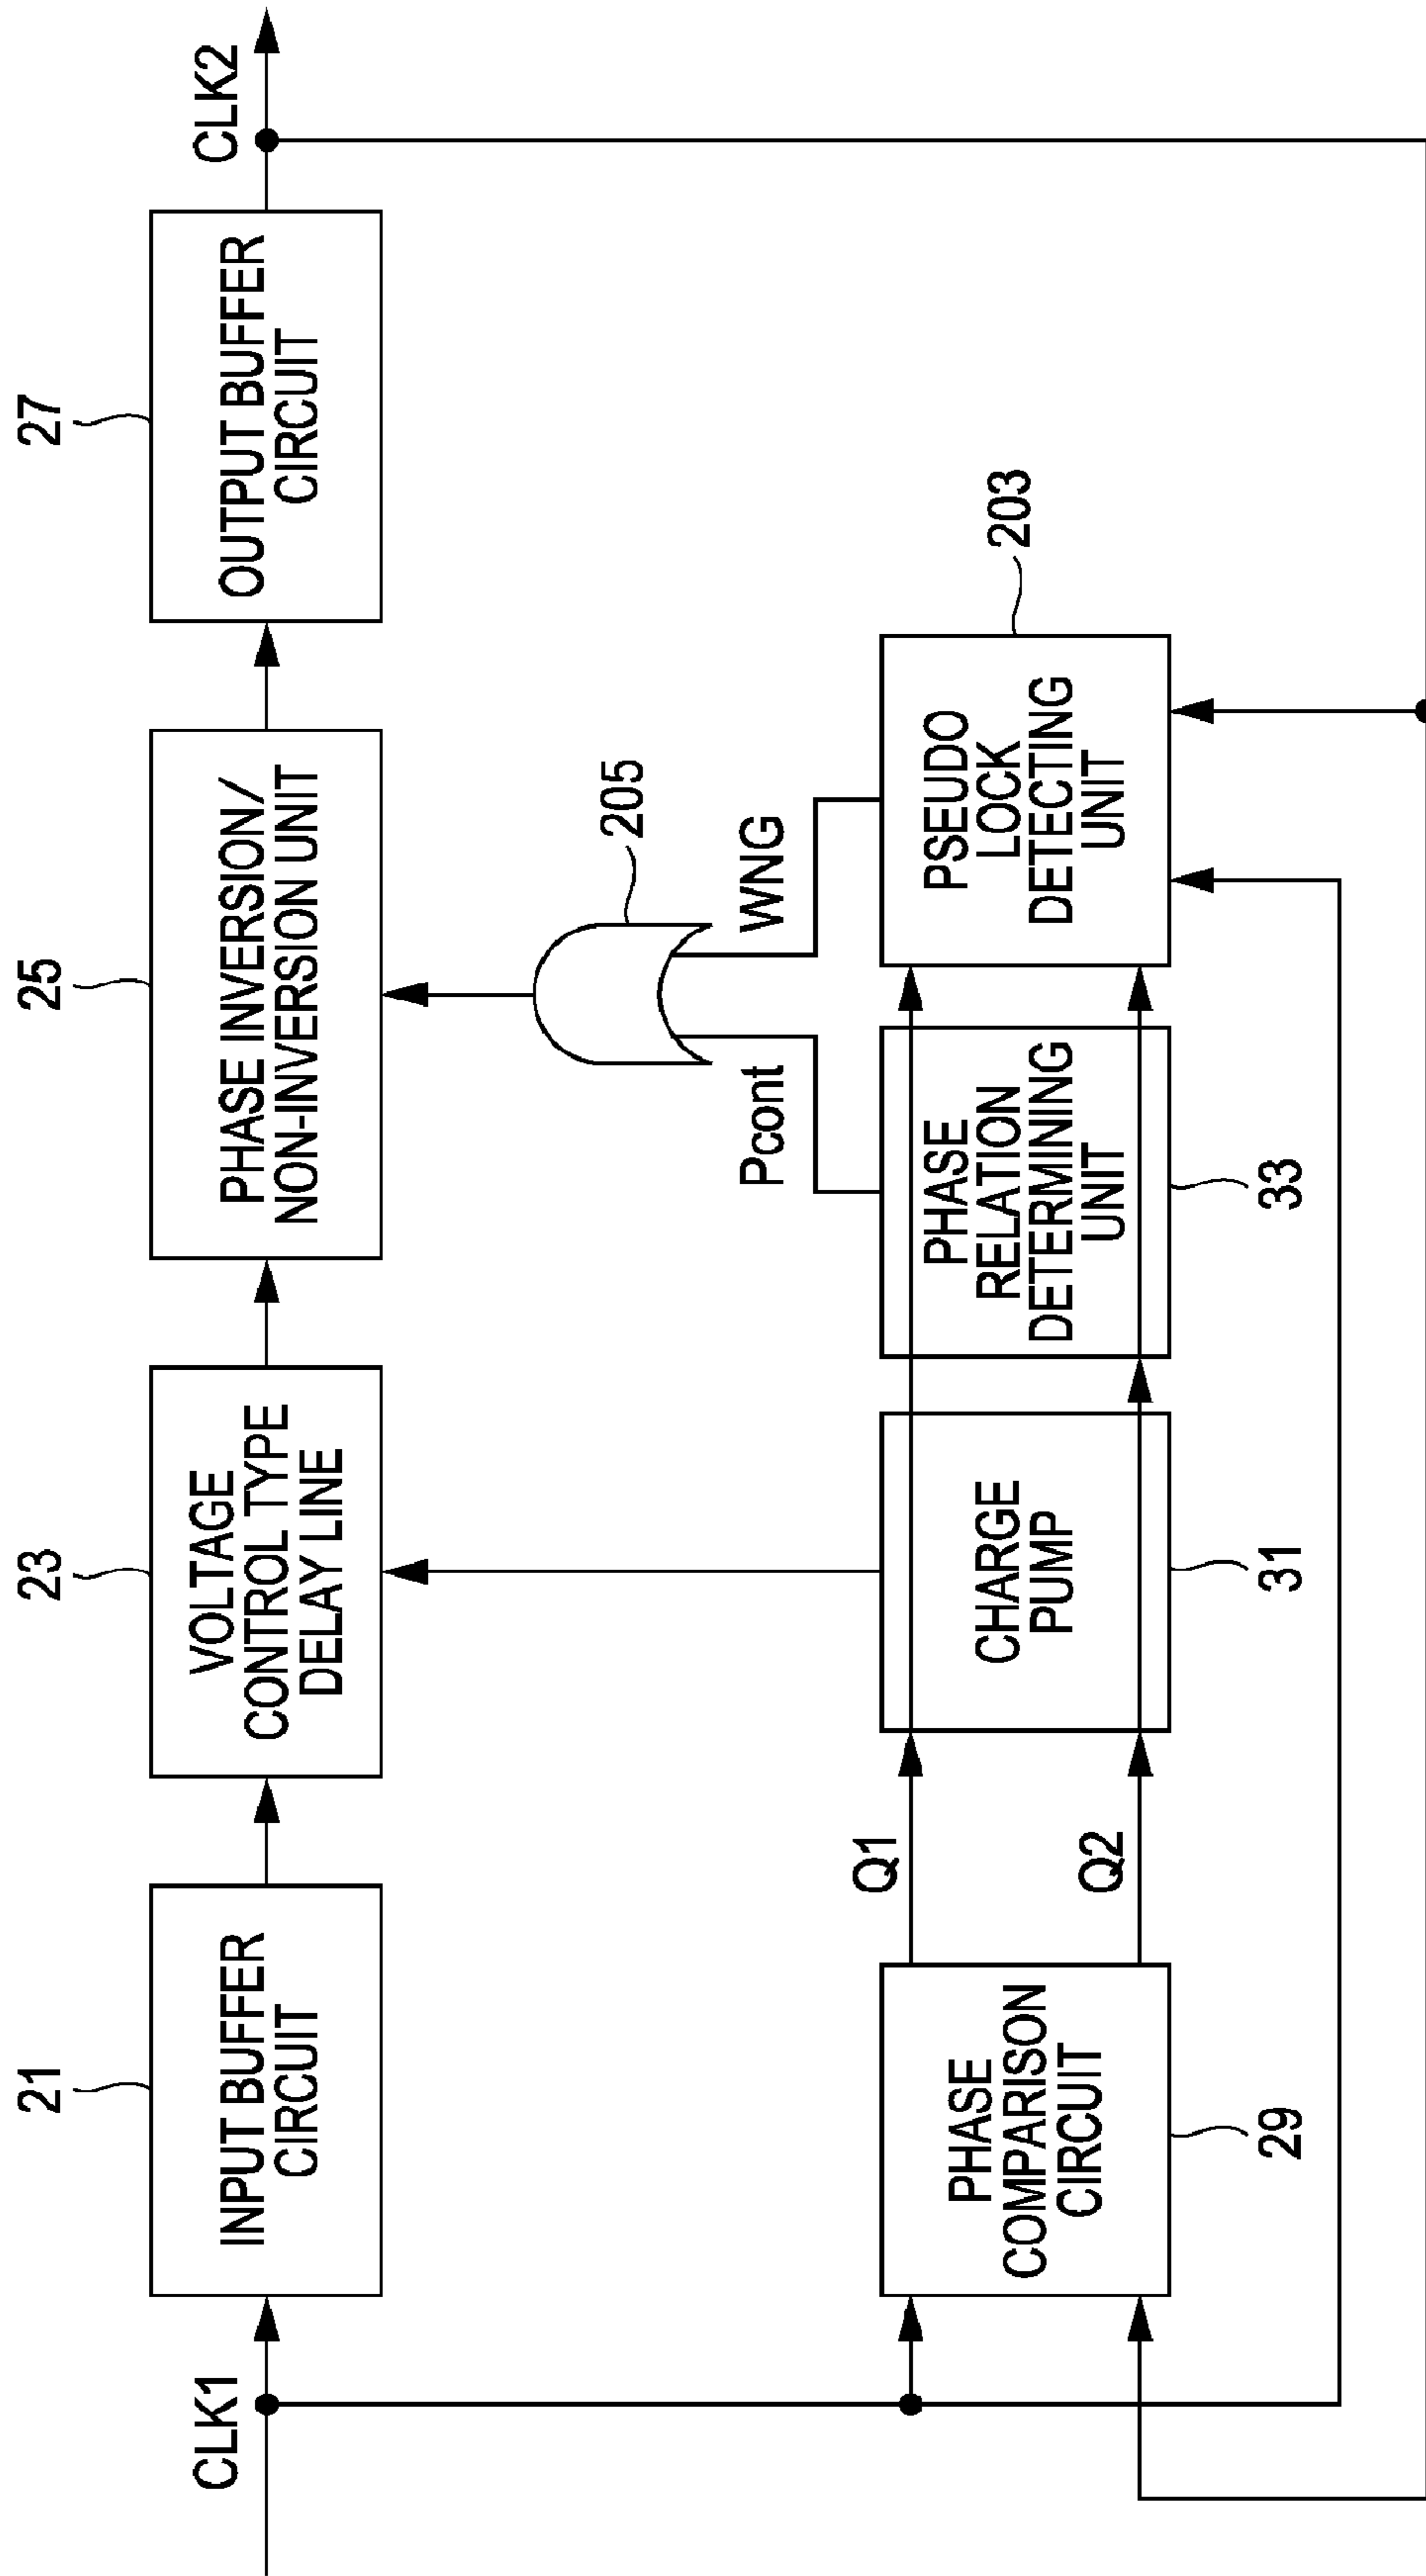 21
23
25
27
CLK1
INPUT BUFFER
CIRCUIT
VOLTAGE
CONTROL TYPE
DELAY LINE
PHASE INVERSION/
NON-INVERSION UNIT
OUTPUT BUFFER
CIRCUIT
CLK2
205
Pcont
WNG
203
Q1
Q2
PHASE
COMPARISON
CIRCUIT
CHARGE
PUMP
PHASE
RELATION
DETERMINING
UNIT
PSEUDO
LOCK
DETECTING
UNIT
29
31
33